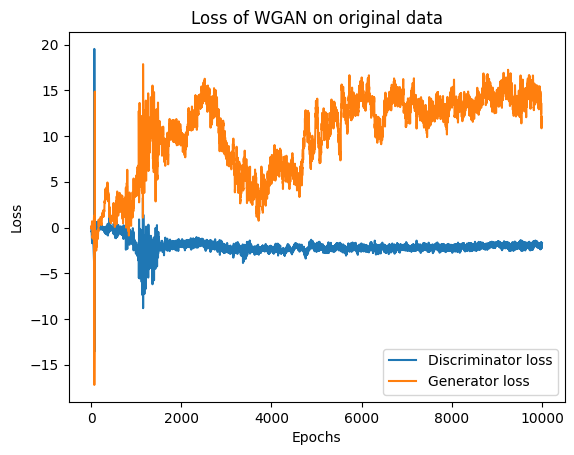 Loss of WGAN on original data
20
15
10
5
0
−5
−10
−15
Loss
0
2000
4000
6000
8000
10000
Epochs
Discriminator loss
Generator loss